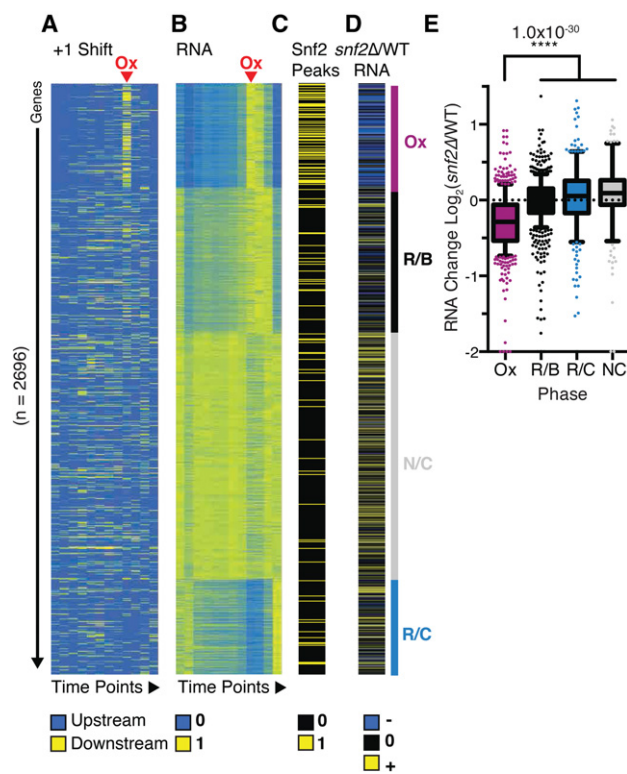 A
+1 Shift
Ox
B
RNA
Ox
C
Snf2
Peaks
D
snf2Δ/WT
RNA
E
1.0x10⁻³⁰
****
Genes
(n = 2696)
Ox
R/B
N/C
R/C
Time Points ▶
Time Points ▶
Upstream
Downstream
0
1
0
1
-
0
+
RNA Change Log₂(snf2Δ/WT)
1
0
-1
-2
Ox R/B R/C NC
Phase